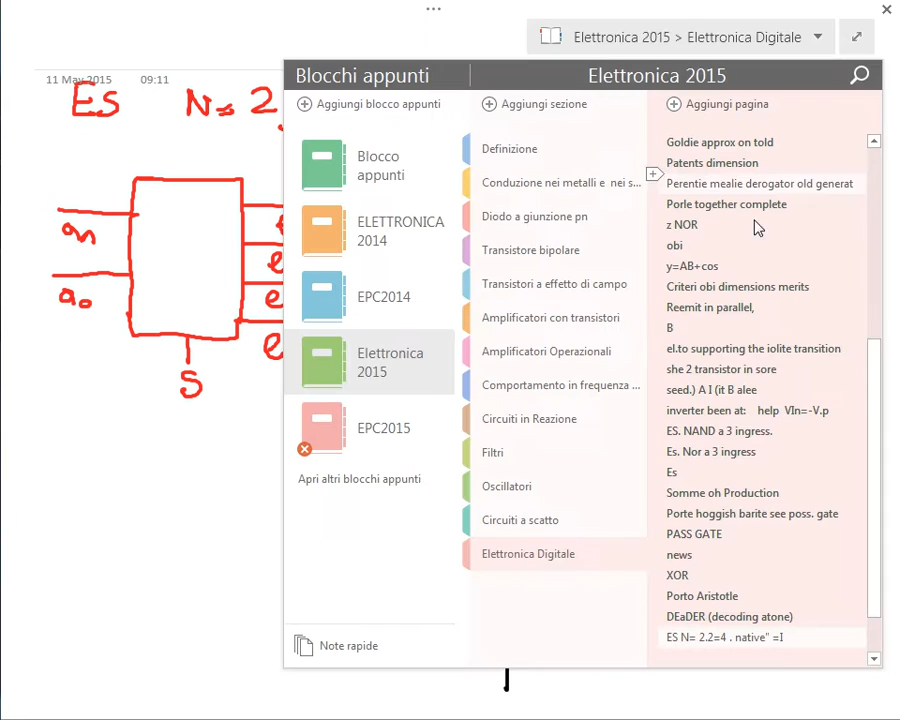 Elettronica 2015 > Elettronica Digitale
Blocchi appunti
Elettronica 2015
11 May 2015 09:11
Es N= 2
Aggiungi blocco appunti
Aggiungi sezione
Aggiungi pagina
Blocco appunti
ELETTRONICA 2014
EPC2014
Elettronica 2015
EPC2015
Apri altri blocchi appunti
Note rapide
Definizione
Conduzione nei metalli e nei s...
Diodo a giunzione pn
Transistore bipolare
Transistori a effetto di campo
Amplificatori con transistori
Amplificatori Operazionali
Comportamento in frequenza ...
Circuiti in Reazione
Filtri
Oscillatori
Circuiti a scatto
Elettronica Digitale
Goldie approx on told
Patents dimension
Perentie mealie derogator old generat
Porle together complete
z NOR
obi
y=AB+cos
Criteri obi dimensions merits
Reemit in parallel,
B
el.to supporting the iolite transition
she 2 transistor in sore
seed.) A I (it B alee
inverter been at: help VIn=-V.p
ES. NAND a 3 ingress.
Es. Nor a 3 ingress
Es
Somme oh Production
Porte hoggish barite see poss. gate
PASS GATE
news
XOR
Porto Aristotle
DEaDER (decoding atone)
ES N= 2.2=4 . native" =I
a0
S